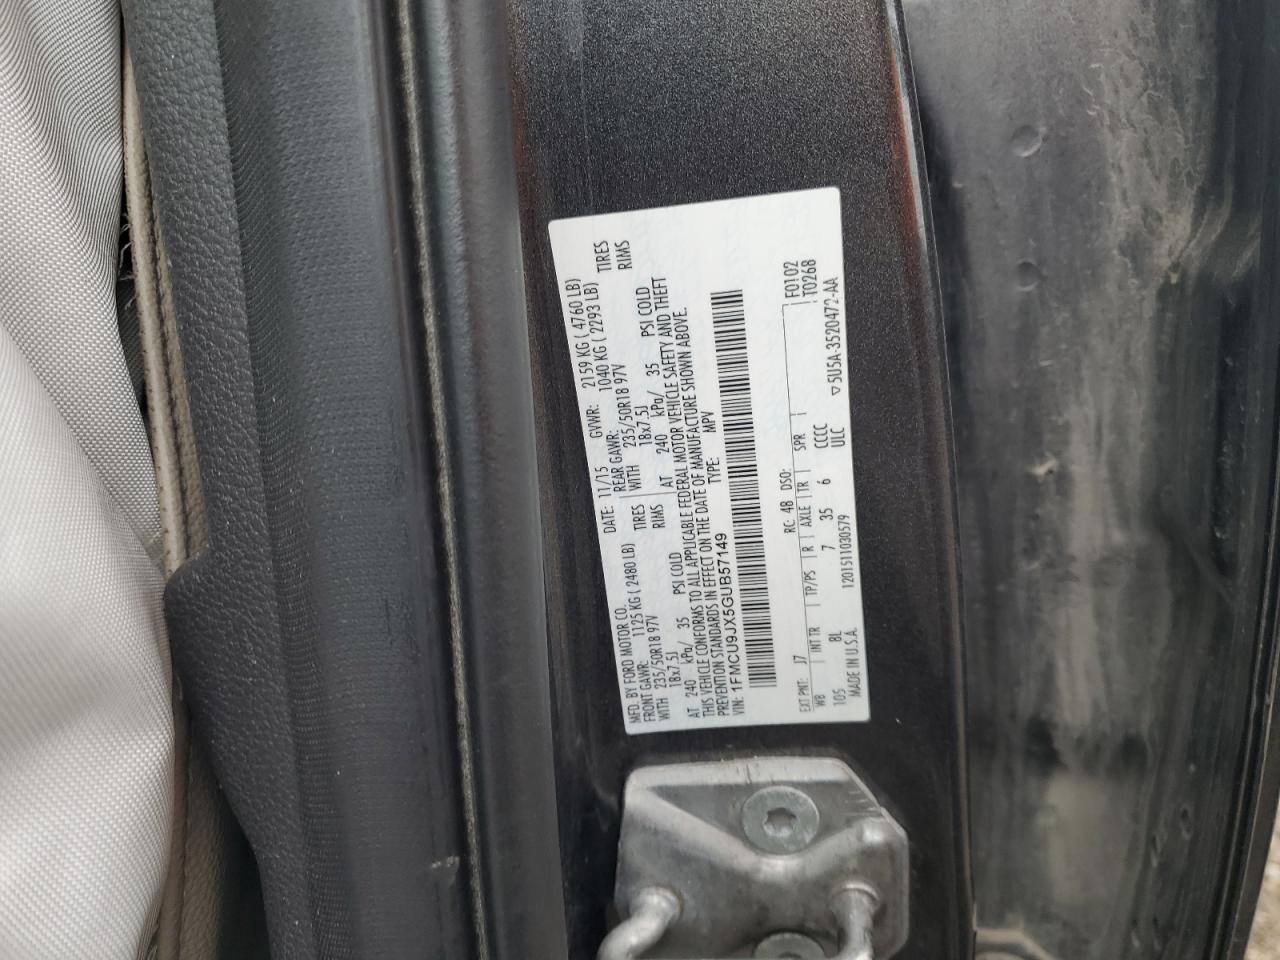 MFD. BY FORD MOTOR CO.
DATE: 11/15 GVWR: 2159 KG ( 4760 LB)
FRONT GAWR: 1125 KG ( 2480 LB) REAR GAWR: 1040 KG ( 2293 LB)
WITH 235/50R18 97V TIRES WITH 235/50R18 97V TIRES
18x7.5J RIMS 18x7.5J RIMS
AT 240 kPa/ 35 PSI COLD AT 240 kPa/ 35 PSI COLD
THIS VEHICLE CONFORMS TO ALL APPLICABLE FEDERAL MOTOR VEHICLE SAFETY AND THEFT
PREVENTION STANDARDS IN EFFECT ON THE DATE OF MANUFACTURE SHOWN ABOVE.
VIN: 1FMCU9JX5GUB57149 TYPE: MPV
F0102
T0268
EXT PNT: J7 RC: 48 DSO:
WB INT TR TP/PS R AXLE TR SPR
105 8L 7 35 6 CCCC
MADE IN U.S.A. 1201511030579 ULC ▽5U5A-3520472-AA